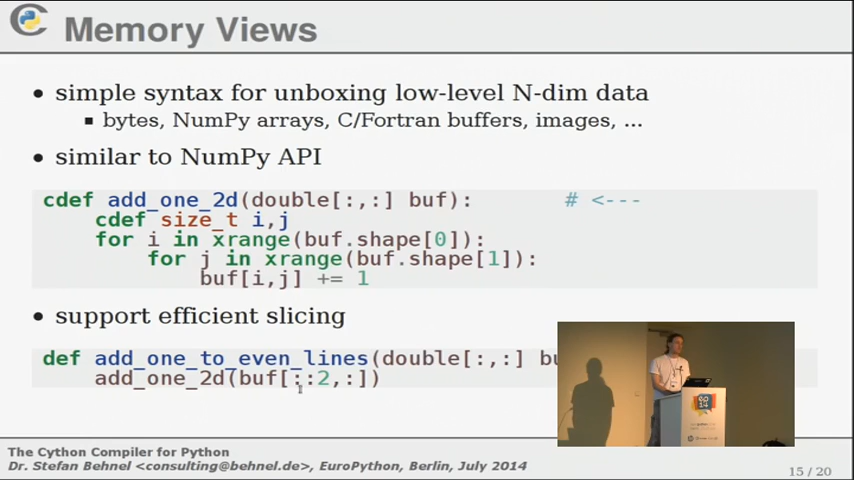 Memory Views
• simple syntax for unboxing low-level N-dim data
▪ bytes, NumPy arrays, C/Fortran buffers, images, ...
• similar to NumPy API
cdef add_one_2d(double[:,:] buf):        # <---
    cdef size_t i,j
    for i in xrange(buf.shape[0]):
        for j in xrange(buf.shape[1]):
            buf[i,j] += 1
• support efficient slicing
def add_one_to_even_lines(double[:,:] bu
    add_one_2d(buf[::2,:])
The Cython Compiler for Python
Dr. Stefan Behnel <consulting@behnel.de>, EuroPython, Berlin, July 2014
15 / 20